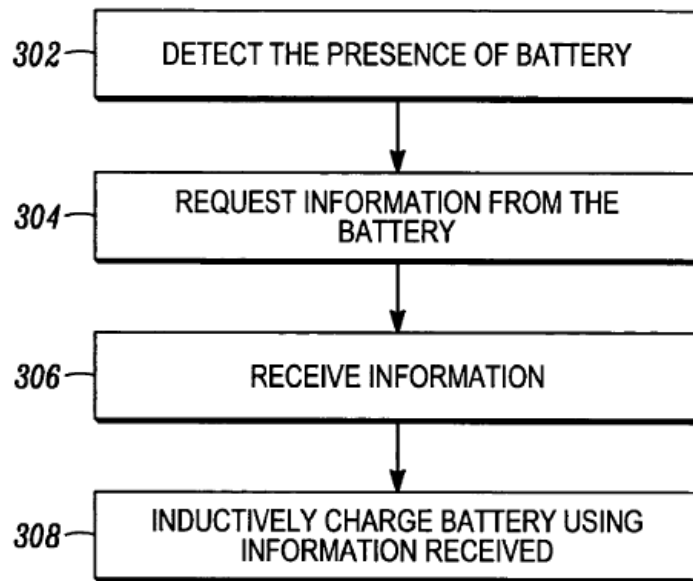 302
DETECT THE PRESENCE OF BATTERY
304
REQUEST INFORMATION FROM THE
BATTERY
306
RECEIVE INFORMATION
308
INDUCTIVELY CHARGE BATTERY USING
INFORMATION RECEIVED